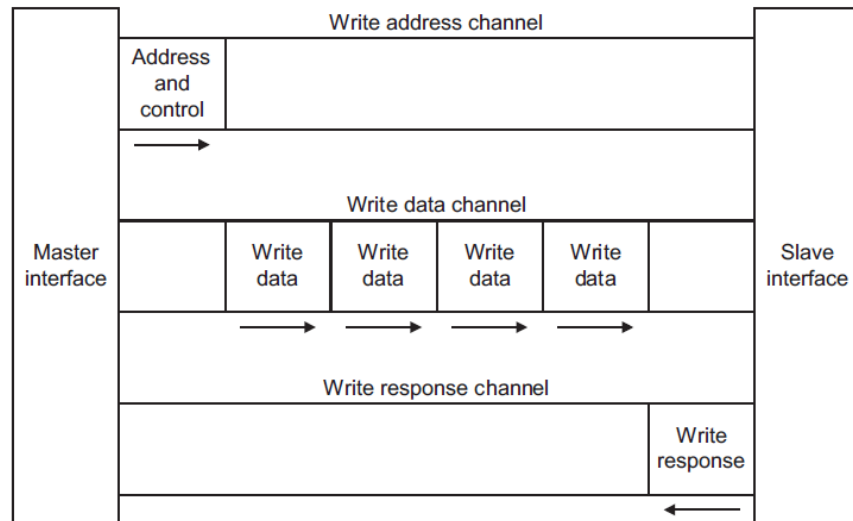 Write address channel
Address
and
control
Write data channel
Master
interface
Write
data
Write
data
Write
data
Write
data
Slave
interface
Write response channel
Write
response